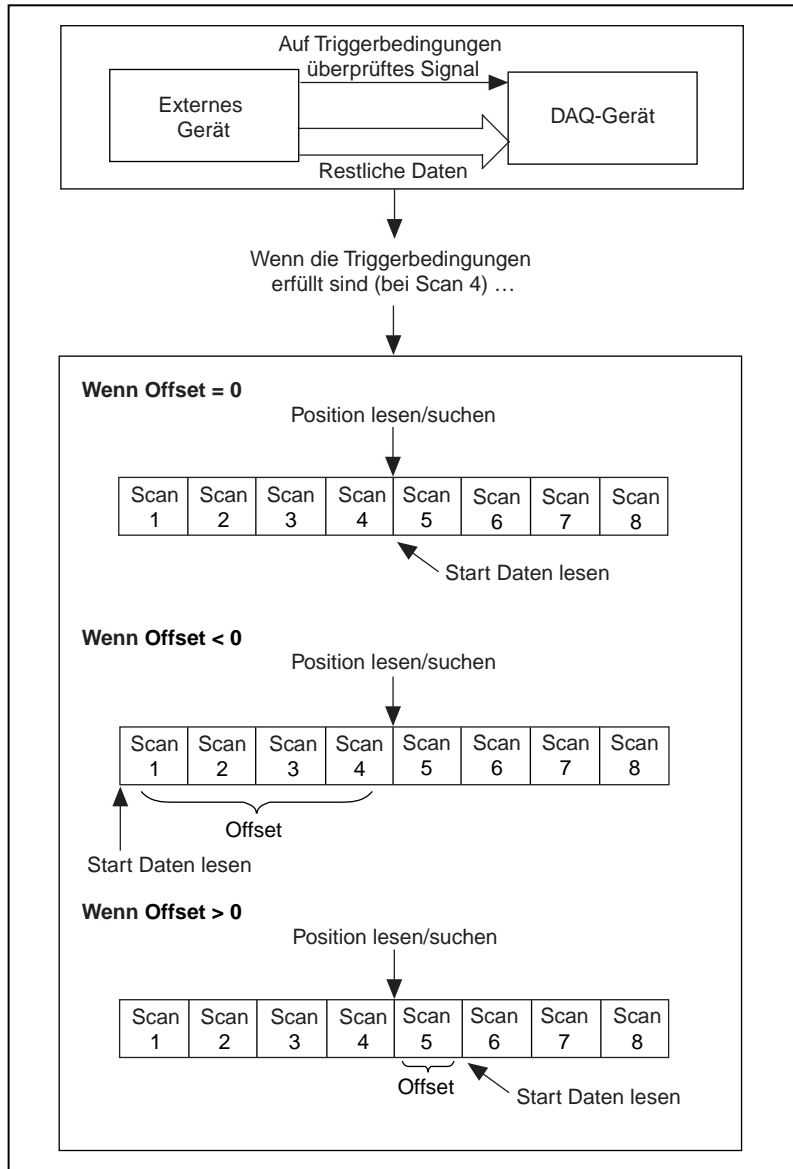 Auf Triggerbedingungen
überprüftes Signal
Externes
Gerät
DAQ-Gerät
Restliche Daten
Wenn die Triggerbedingungen
erfüllt sind (bei Scan 4) …
Wenn Offset = 0
Position lesen/suchen
Scan Scan Scan Scan Scan Scan Scan Scan
1 2 3 4 5 6 7 8
Start Daten lesen
Wenn Offset < 0
Position lesen/suchen
Scan Scan Scan Scan Scan Scan Scan Scan
1 2 3 4 5 6 7 8
Offset
Start Daten lesen
Wenn Offset > 0
Position lesen/suchen
Scan Scan Scan Scan Scan Scan Scan Scan
1 2 3 4 5 6 7 8
Offset
Start Daten lesen